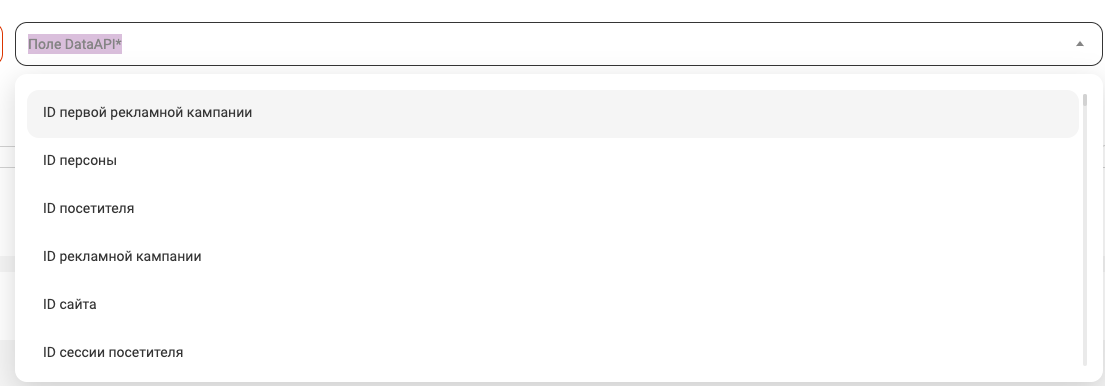 Поле DataAPI*
ID первой рекламной кампании
ID персоны
ID посетителя
ID рекламной кампании
ID сайта
ID сессии посетителя